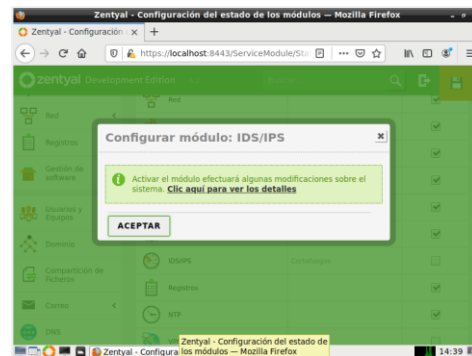 Zentyal - Configuración del estado de los módulos — Mozilla Firefox
Zentyal - Configuración
https://localhost:8443/ServiceModule/Sta
zentyal Development Edition
Red
Red
Registros
Gestión de
software
Usuarios y
Equipos
Dominio
Compartición de
Ficheros
Correo
DNS
Configurar módulo: IDS/IPS
Activar el módulo efectuará algunas modificaciones sobre el
sistema. Clic aquí para ver los detalles
ACEPTAR
IDS/IPS
Cortafuegos
Registros
NTP
Zentyal - Configuración del estado de
los módulos — Mozilla Firefox
Zentyal - Configura
14:39